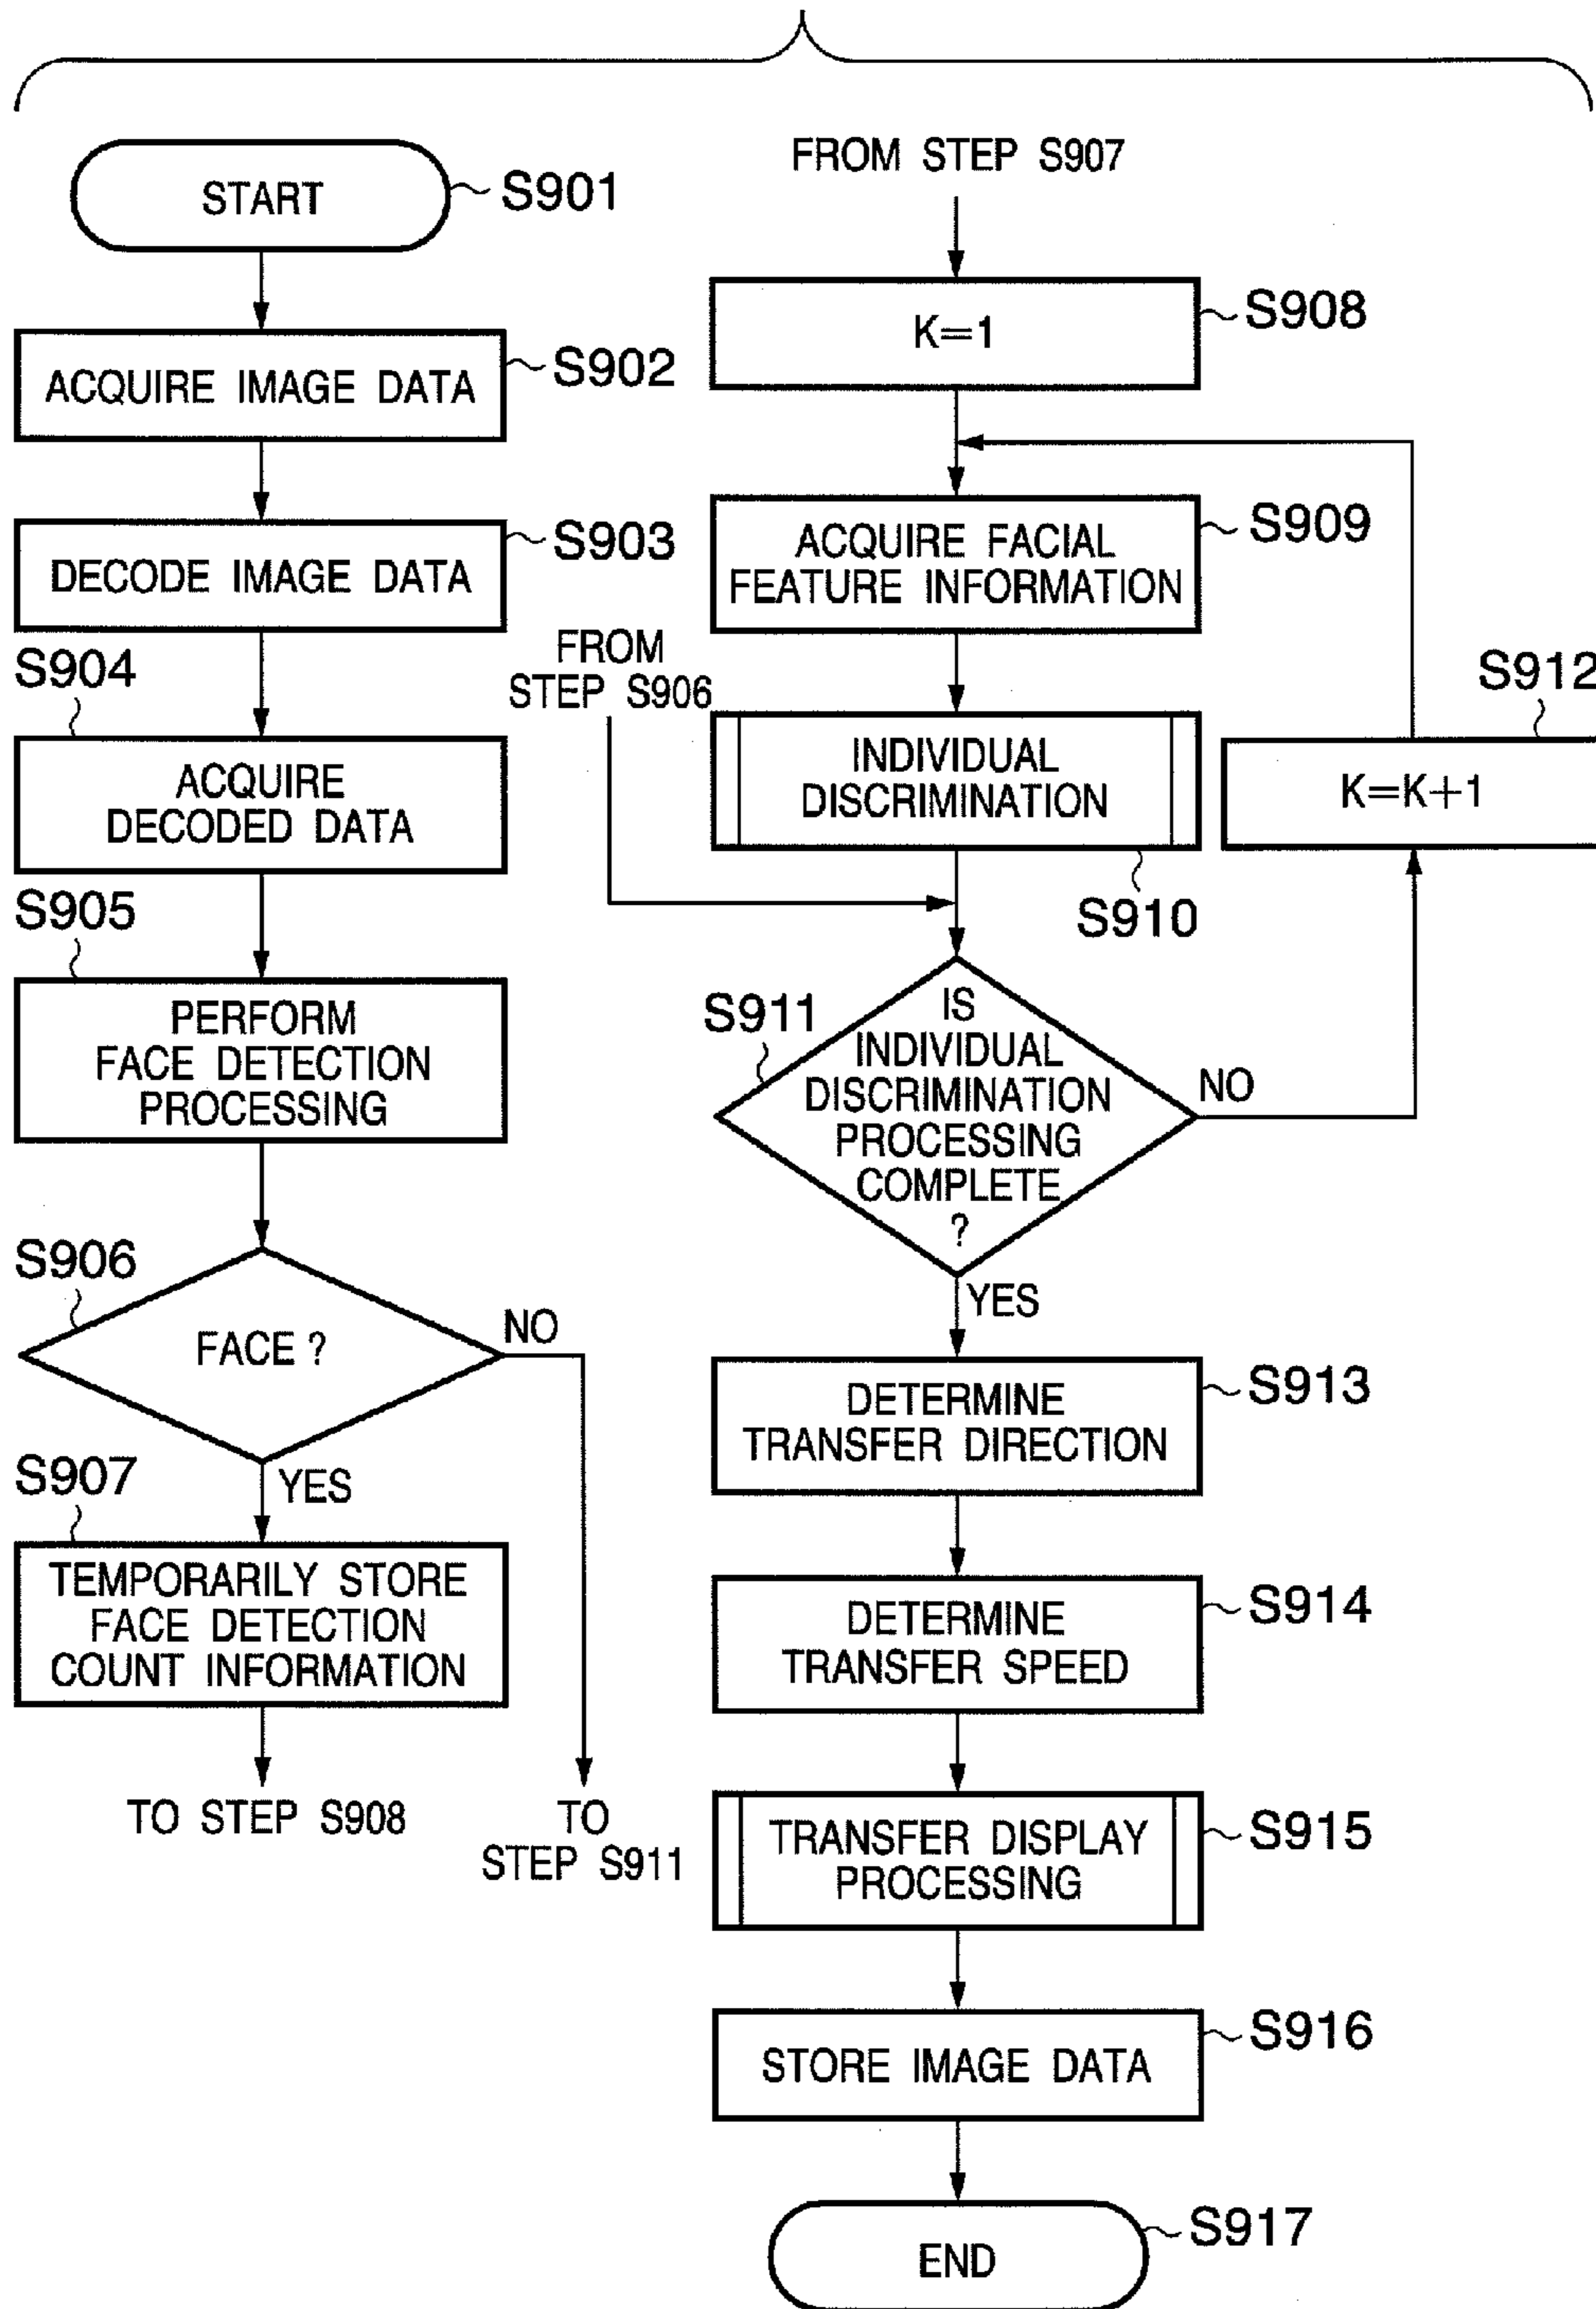 START
S901
ACQUIRE IMAGE DATA
S902
DECODE IMAGE DATA
S903
S904
ACQUIRE
DECODED DATA
S905
PERFORM
FACE DETECTION
PROCESSING
S906
FACE ?
NO
YES
S907
TEMPORARILY STORE
FACE DETECTION
COUNT INFORMATION
TO STEP S908
TO
STEP S911
FROM STEP S907
K=1
S908
ACQUIRE FACIAL
FEATURE INFORMATION
S909
FROM
STEP S906
INDIVIDUAL
DISCRIMINATION
S910
S912
K=K+1
S911
IS
INDIVIDUAL
DISCRIMINATION
PROCESSING
COMPLETE
?
NO
YES
DETERMINE
TRANSFER DIRECTION
S913
DETERMINE
TRANSFER SPEED
S914
TRANSFER DISPLAY
PROCESSING
S915
STORE IMAGE DATA
S916
END
S917